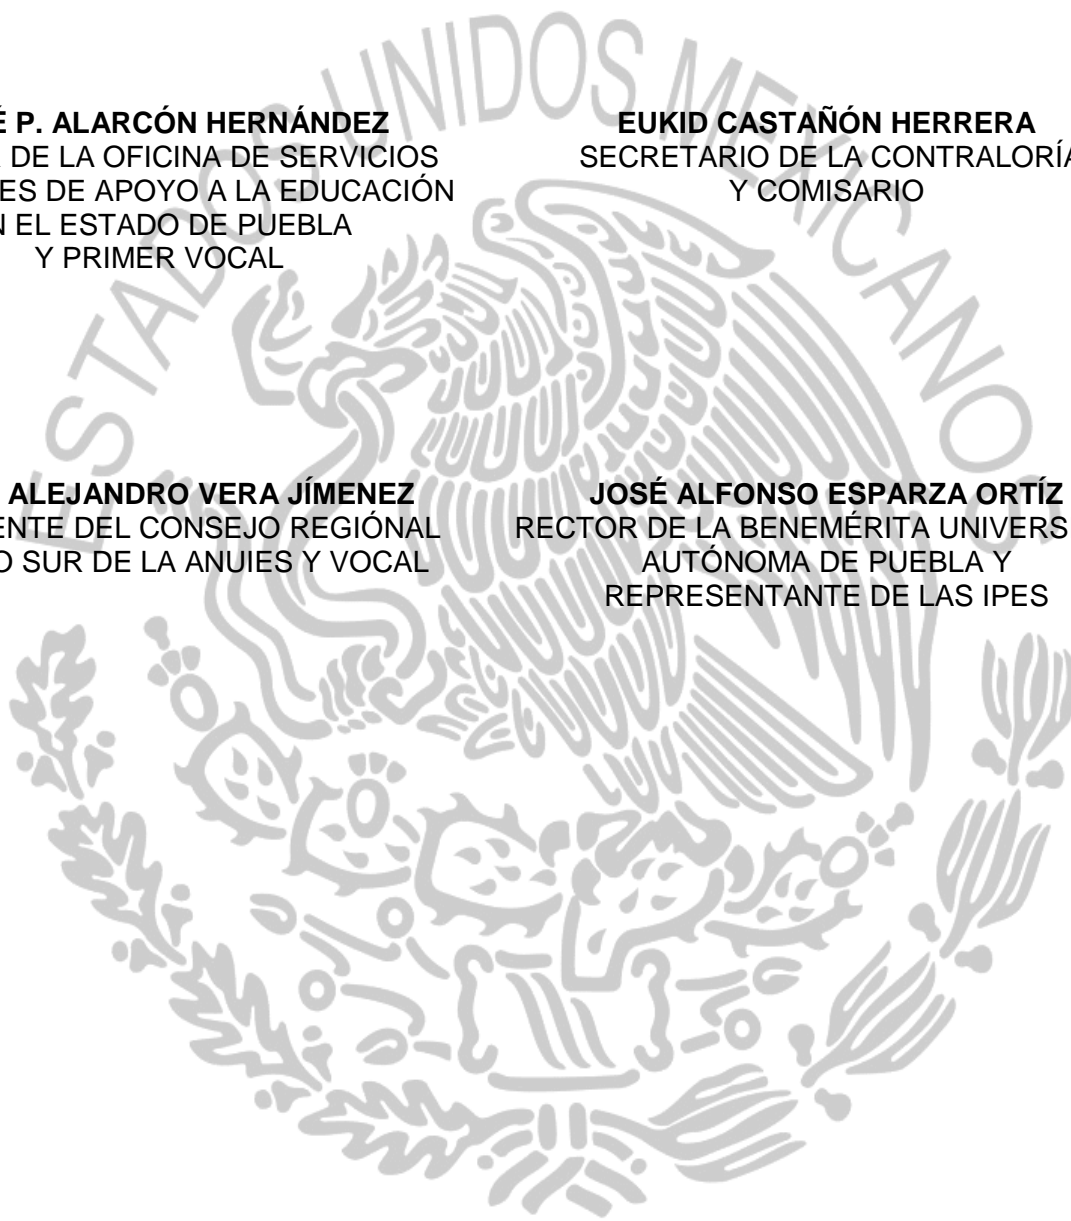 ESTADOS UNIDOS MEXICANOS
É P. ALARCÓN HERNÁNDEZ
DE LA OFICINA DE SERVICIOS
ES DE APOYO A LA EDUCACIÓN
N EL ESTADO DE PUEBLA
Y PRIMER VOCAL
EUKID CASTAÑÓN HERRERA
SECRETARIO DE LA CONTRALORÍA
Y COMISARIO
ALEJANDRO VERA JÍMENEZ
ENTE DEL CONSEJO REGIÓNAL
O SUR DE LA ANUIES Y VOCAL
JOSÉ ALFONSO ESPARZA ORTÍZ
RECTOR DE LA BENEMÉRITA UNIVERS
AUTÓNOMA DE PUEBLA Y
REPRESENTANTE DE LAS IPES